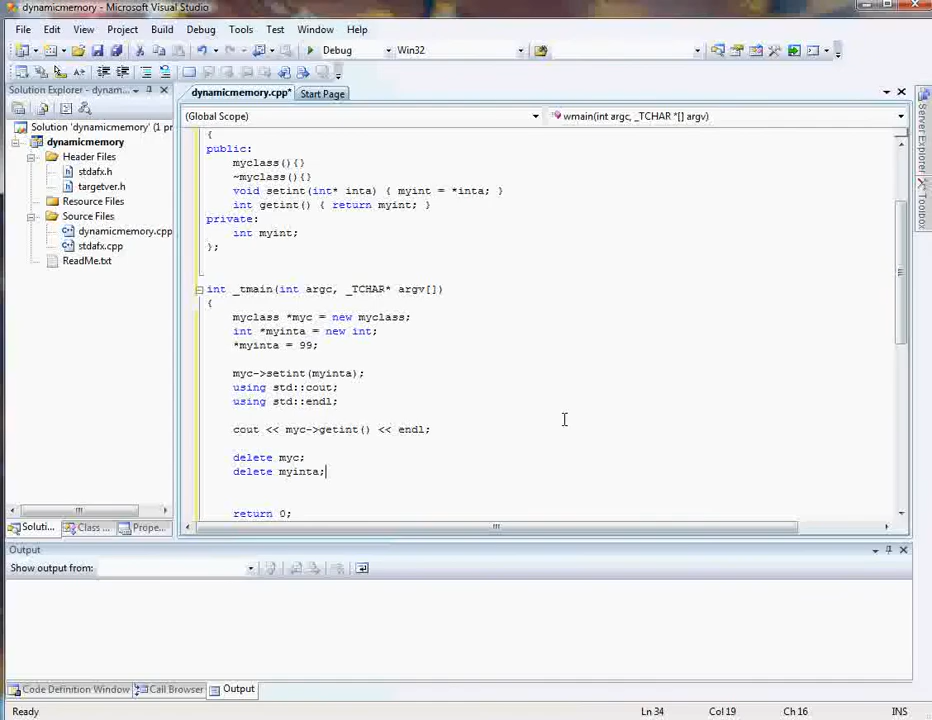 dynamicmemory - Microsoft Visual Studio
File Edit View Project Build Debug Tools Test Window Help
Debug Win32
Solution Explorer - dynam...
dynamicmemory.cpp* Start Page
(Global Scope) wmain(int argc, _TCHAR *[] argv)
Solution 'dynamicmemory' (1 pr
dynamicmemory
Header Files
stdafx.h
targetver.h
Resource Files
Source Files
dynamicmemory.cpp
stdafx.cpp
ReadMe.txt
{
public:
myclass(){}
~myclass(){}
void setint(int* inta) { myint = *inta; }
int getint() { return myint; }
private:
int myint;
};
int _tmain(int argc, _TCHAR* argv[])
{
myclass *myc = new myclass;
int *myinta = new int;
*myinta = 99;
myc->setint(myinta);
using std::cout;
using std::endl;
cout << myc->getint() << endl;
delete myc;
delete myinta;
return 0;
Server Explorer
Toolbox
Soluti... Class ... Prope...
Output
Show output from:
Code Definition Window Call Browser Output
Ready Ln 34 Col 19 Ch 16 INS